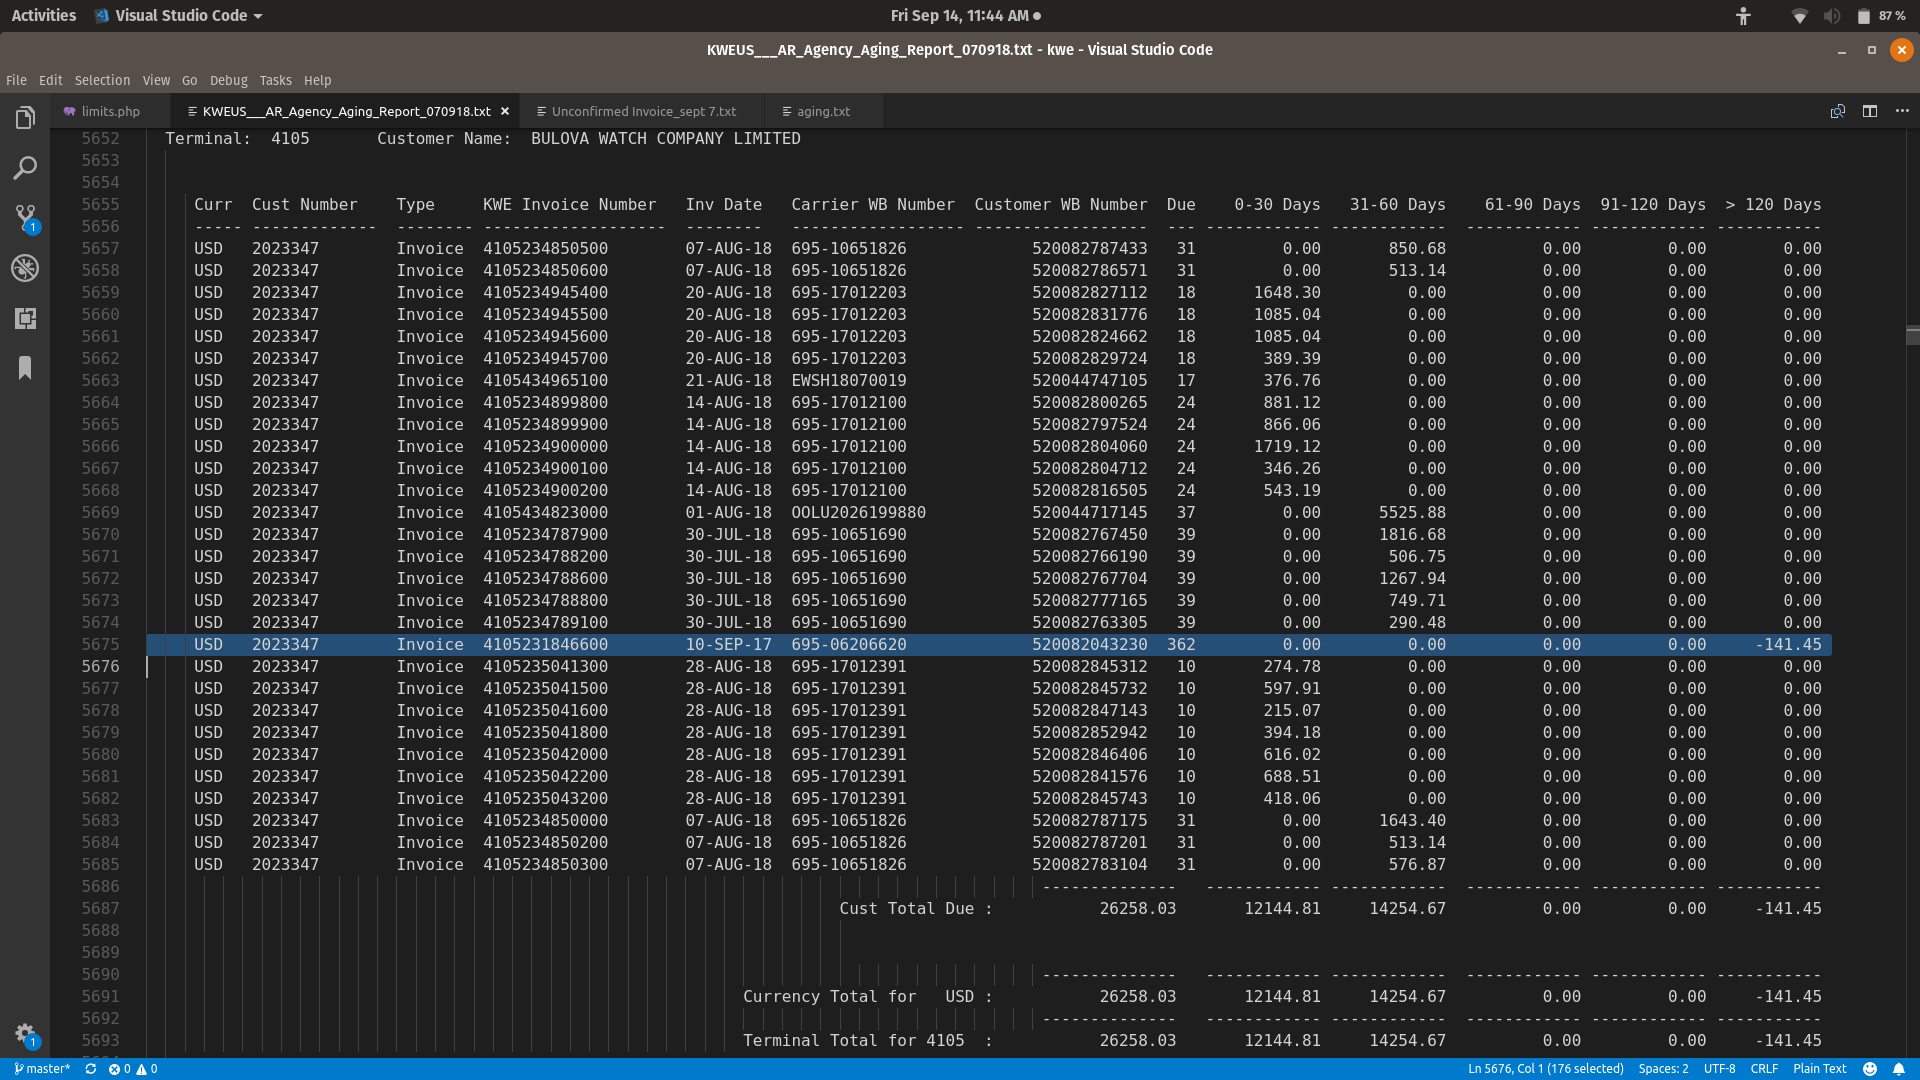 Activities Visual Studio Code Fri Sep 14, 11:44 AM 87 %
KWEUS___AR_Agency_Aging_Report_070918.txt - kwe - Visual Studio Code
File Edit Selection View Go Debug Tasks Help
limits.php KWEUS___AR_Agency_Aging_Report_070918.txt Unconfirmed Invoice_sept 7.txt aging.txt
5652 Terminal: 4105 Customer Name: BULOVA WATCH COMPANY LIMITED
5653
5654
5655 Curr Cust Number Type KWE Invoice Number Inv Date Carrier WB Number Customer WB Number Due 0-30 Days 31-60 Days 61-90 Days 91-120 Days > 120 Days
5656 ----- ------------- -------- ------------------- -------- ------------------ ------------------ --- ------------ ------------ ------------ ------------ -----------
5657 USD 2023347 Invoice 4105234850500 07-AUG-18 695-10651826 520082787433 31 0.00 850.68 0.00 0.00 0.00
5658 USD 2023347 Invoice 4105234850600 07-AUG-18 695-10651826 520082786571 31 0.00 513.14 0.00 0.00 0.00
5659 USD 2023347 Invoice 4105234945400 20-AUG-18 695-17012203 520082827112 18 1648.30 0.00 0.00 0.00 0.00
5660 USD 2023347 Invoice 4105234945500 20-AUG-18 695-17012203 520082831776 18 1085.04 0.00 0.00 0.00 0.00
5661 USD 2023347 Invoice 4105234945600 20-AUG-18 695-17012203 520082824662 18 1085.04 0.00 0.00 0.00 0.00
5662 USD 2023347 Invoice 4105234945700 20-AUG-18 695-17012203 520082829724 18 389.39 0.00 0.00 0.00 0.00
5663 USD 2023347 Invoice 4105434965100 21-AUG-18 EWSH18070019 520044747105 17 376.76 0.00 0.00 0.00 0.00
5664 USD 2023347 Invoice 4105234899800 14-AUG-18 695-17012100 520082800265 24 881.12 0.00 0.00 0.00 0.00
5665 USD 2023347 Invoice 4105234899900 14-AUG-18 695-17012100 520082797524 24 866.06 0.00 0.00 0.00 0.00
5666 USD 2023347 Invoice 4105234900000 14-AUG-18 695-17012100 520082804060 24 1719.12 0.00 0.00 0.00 0.00
5667 USD 2023347 Invoice 4105234900100 14-AUG-18 695-17012100 520082804712 24 346.26 0.00 0.00 0.00 0.00
5668 USD 2023347 Invoice 4105234900200 14-AUG-18 695-17012100 520082816505 24 543.19 0.00 0.00 0.00 0.00
5669 USD 2023347 Invoice 4105434823000 01-AUG-18 OOLU2026199880 520044717145 37 0.00 5525.88 0.00 0.00 0.00
5670 USD 2023347 Invoice 4105234787900 30-JUL-18 695-10651690 520082767450 39 0.00 1816.68 0.00 0.00 0.00
5671 USD 2023347 Invoice 4105234788200 30-JUL-18 695-10651690 520082766190 39 0.00 506.75 0.00 0.00 0.00
5672 USD 2023347 Invoice 4105234788600 30-JUL-18 695-10651690 520082767704 39 0.00 1267.94 0.00 0.00 0.00
5673 USD 2023347 Invoice 4105234788800 30-JUL-18 695-10651690 520082777165 39 0.00 749.71 0.00 0.00 0.00
5674 USD 2023347 Invoice 4105234789100 30-JUL-18 695-10651690 520082763305 39 0.00 290.48 0.00 0.00 0.00
5675 USD 2023347 Invoice 4105231846600 10-SEP-17 695-06206620 520082043230 362 0.00 0.00 0.00 0.00 -141.45
5676 USD 2023347 Invoice 4105235041300 28-AUG-18 695-17012391 520082845312 10 274.78 0.00 0.00 0.00 0.00
5677 USD 2023347 Invoice 4105235041500 28-AUG-18 695-17012391 520082845732 10 597.91 0.00 0.00 0.00 0.00
5678 USD 2023347 Invoice 4105235041600 28-AUG-18 695-17012391 520082847143 10 215.07 0.00 0.00 0.00 0.00
5679 USD 2023347 Invoice 4105235041800 28-AUG-18 695-17012391 520082852942 10 394.18 0.00 0.00 0.00 0.00
5680 USD 2023347 Invoice 4105235042000 28-AUG-18 695-17012391 520082846406 10 616.02 0.00 0.00 0.00 0.00
5681 USD 2023347 Invoice 4105235042200 28-AUG-18 695-17012391 520082841576 10 688.51 0.00 0.00 0.00 0.00
5682 USD 2023347 Invoice 4105235043200 28-AUG-18 695-17012391 520082845743 10 418.06 0.00 0.00 0.00 0.00
5683 USD 2023347 Invoice 4105234850000 07-AUG-18 695-10651826 520082787175 31 0.00 1643.40 0.00 0.00 0.00
5684 USD 2023347 Invoice 4105234850200 07-AUG-18 695-10651826 520082787201 31 0.00 513.14 0.00 0.00 0.00
5685 USD 2023347 Invoice 4105234850300 07-AUG-18 695-10651826 520082783104 31 0.00 576.87 0.00 0.00 0.00
5686 -------------- ------------ ------------ ------------ ------------ -----------
5687 Cust Total Due : 26258.03 12144.81 14254.67 0.00 0.00 -141.45
5688
5689
5690 -------------- ------------ ------------ ------------ ------------ -----------
5691 Currency Total for USD : 26258.03 12144.81 14254.67 0.00 0.00 -141.45
5692 -------------- ------------ ------------ ------------ ------------ -----------
5693 Terminal Total for 4105 : 26258.03 12144.81 14254.67 0.00 0.00 -141.45
1
1
master* 0 0 Ln 5676, Col 1 (176 selected) Spaces: 2 UTF-8 CRLF Plain Text